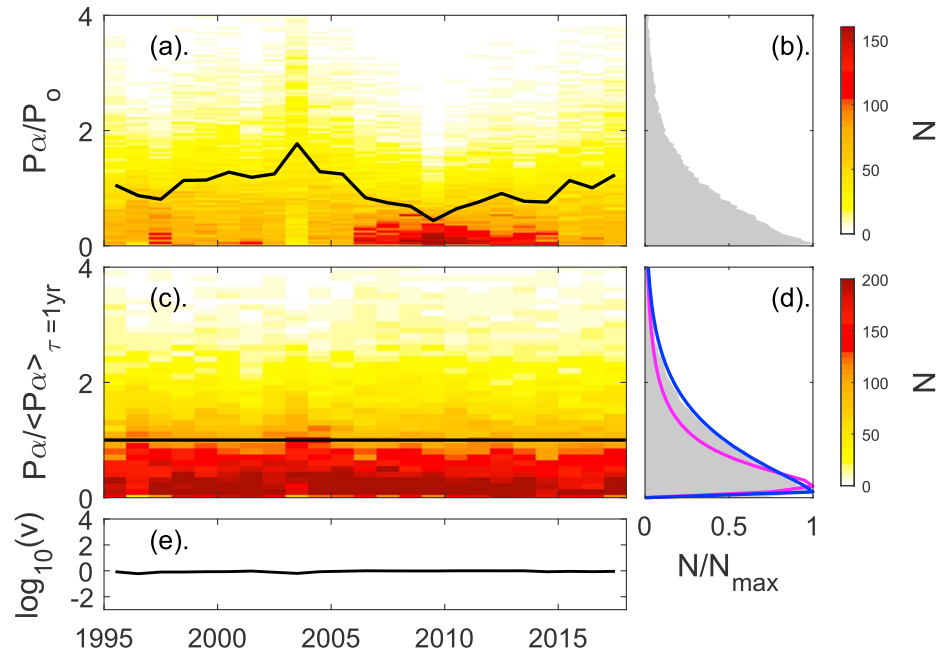 4
2
0
Pα/Pₒ
(a).
(b).
150
100
50
0
N
4
2
0
Pα/<Pα> τ =1yr
(c).
(d).
0
0.5
1
N/Nmax
200
150
100
50
0
N
4
2
0
-2
log₁₀(v)
(e).
1995
2000
2005
2010
2015